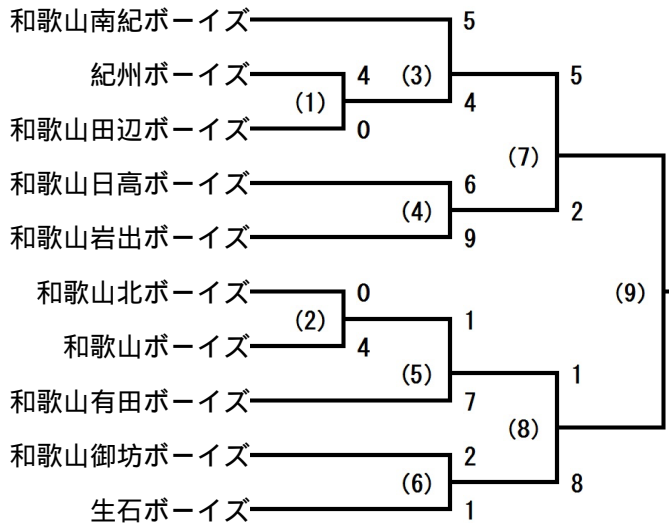 和歌山南紀ボーイズ 5
紀州ボーイズ 4 (3) 5
(1) 4
和歌山田辺ボーイズ 0
(7)
和歌山日高ボーイズ 6
(4) 2
和歌山岩出ボーイズ 9
和歌山北ボーイズ 0 (9)
(2) 1
和歌山ボーイズ 4
(5) 1
和歌山有田ボーイズ 7
(8)
和歌山御坊ボーイズ 2
(6) 8
生石ボーイズ 1